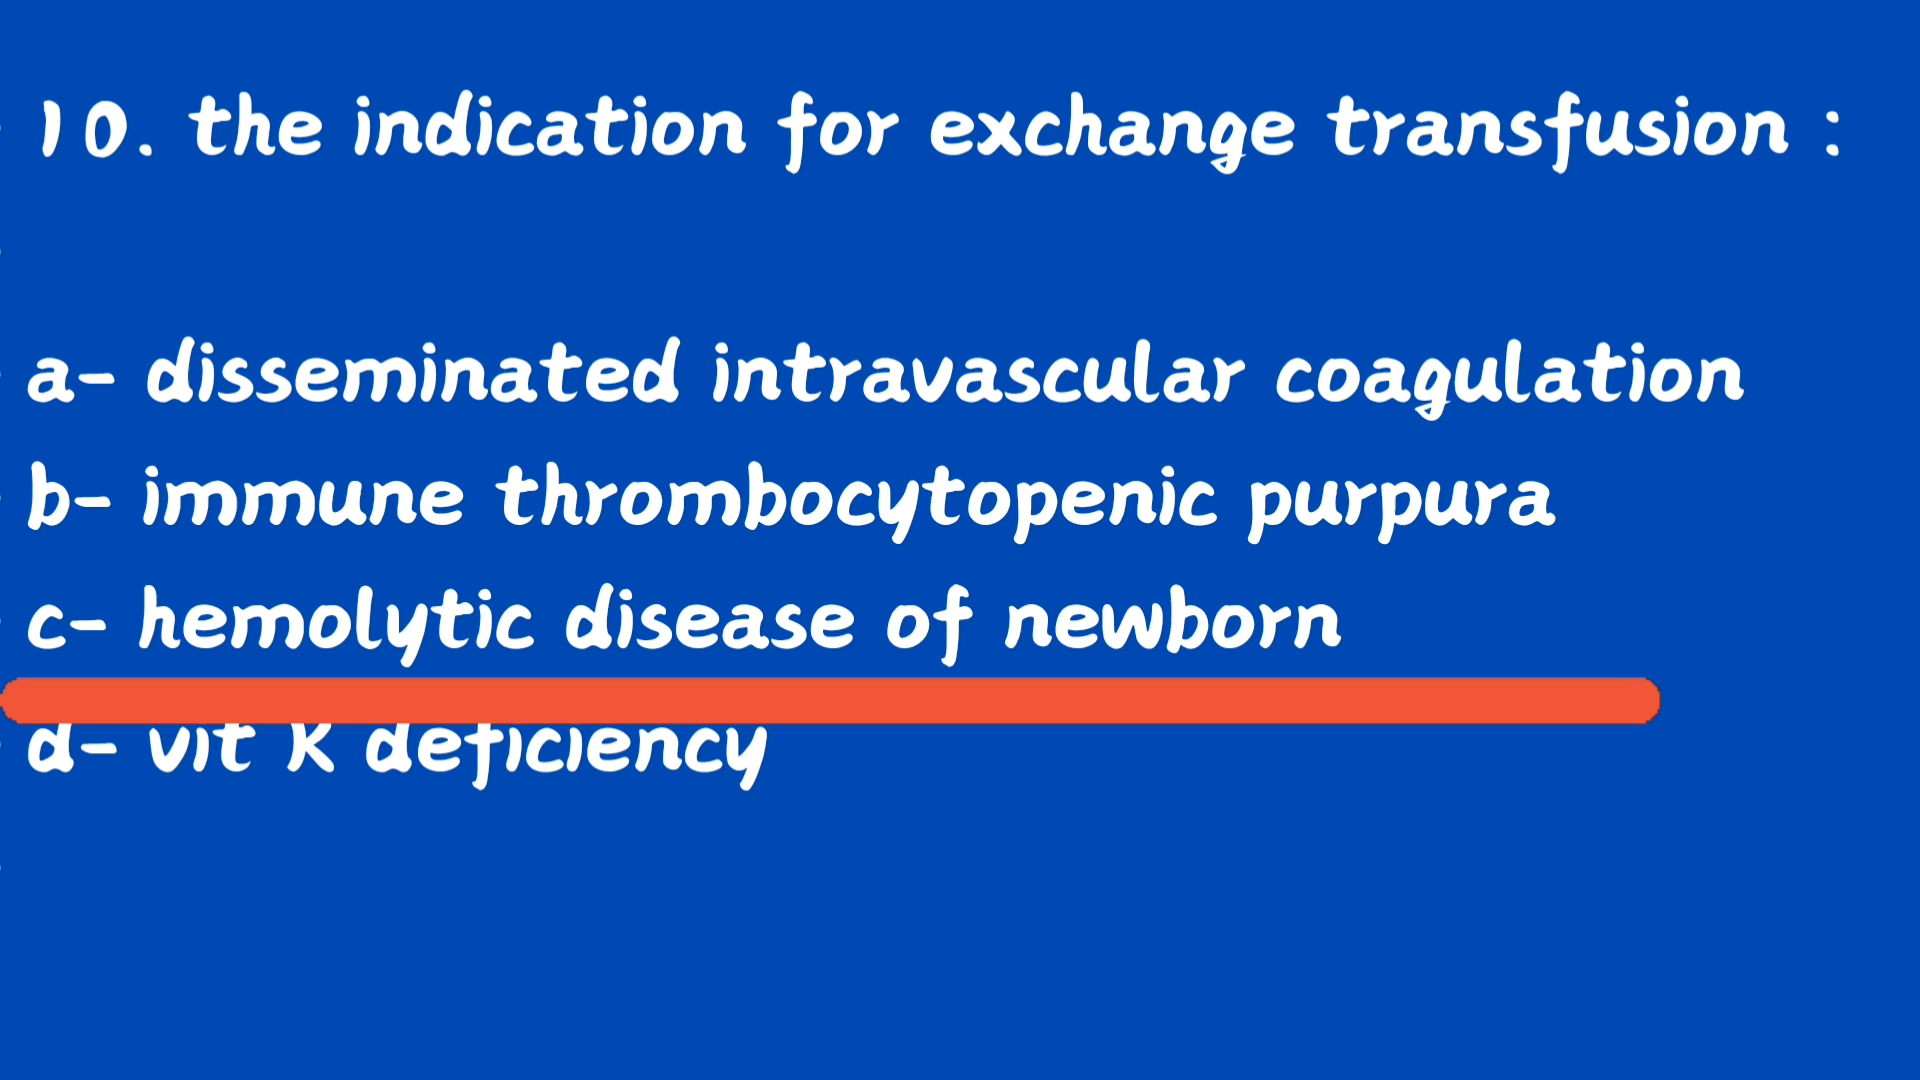 10. the indication for exchange transfusion :
a- disseminated intravascular coagulation
b- immune thrombocytopenic purpura
c- hemolytic disease of newborn
d- vit K deficiency